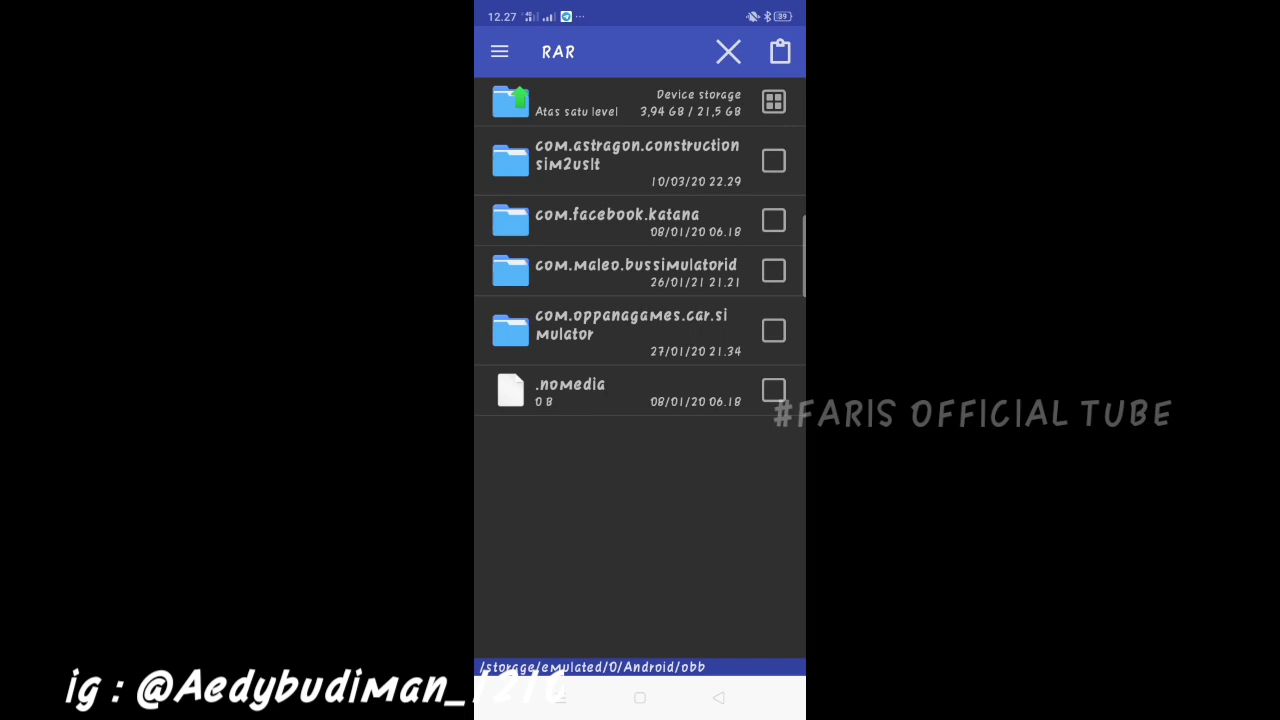 12.27
39
RAR
Device storage
Atas satu level 3,94 GB / 21,5 GB
com.astragon.construction
sim2uslt
10/03/20 22.29
com.facebook.katana
08/01/20 06.18
com.maleo.bussimulatorid
26/01/21 21.21
com.oppanagames.car.si
mulator
27/01/20 21.34
.nomedia
0 B 08/01/20 06.18
#FARIS OFFICIAL TUBE
/storage/emulated/0/Android/obb
ig : @Aedybudiman_1210